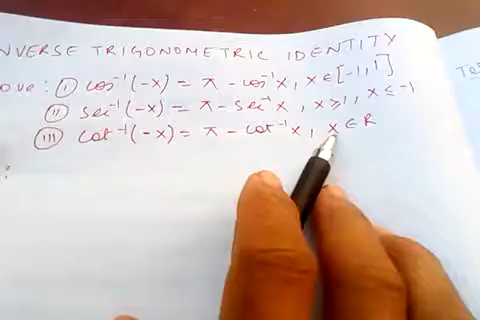 NVERSE TRIGONOMETRIC IDENTITY
ove : (i) cos⁻¹(-x) = π - cos⁻¹x, x ∈ [-1, 1]
(ii) sec⁻¹(-x) = π - sec⁻¹x, x ≥ 1, x ≤ -1
(iii) cot⁻¹(-x) = π - cot⁻¹x, x ∈ R
: